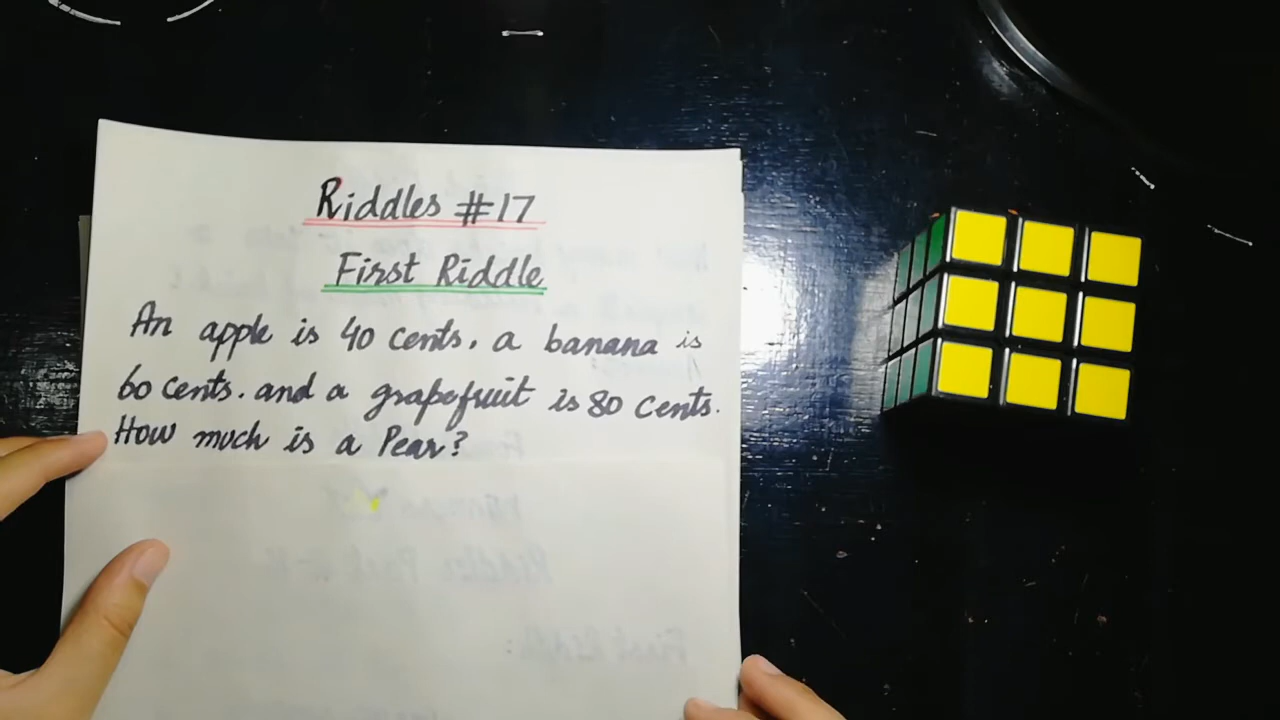 Riddles #17
First Riddle
An apple is 40 cents, a banana is
60 cents. and a grapefruit is 80 cents.
How much is a Pear?